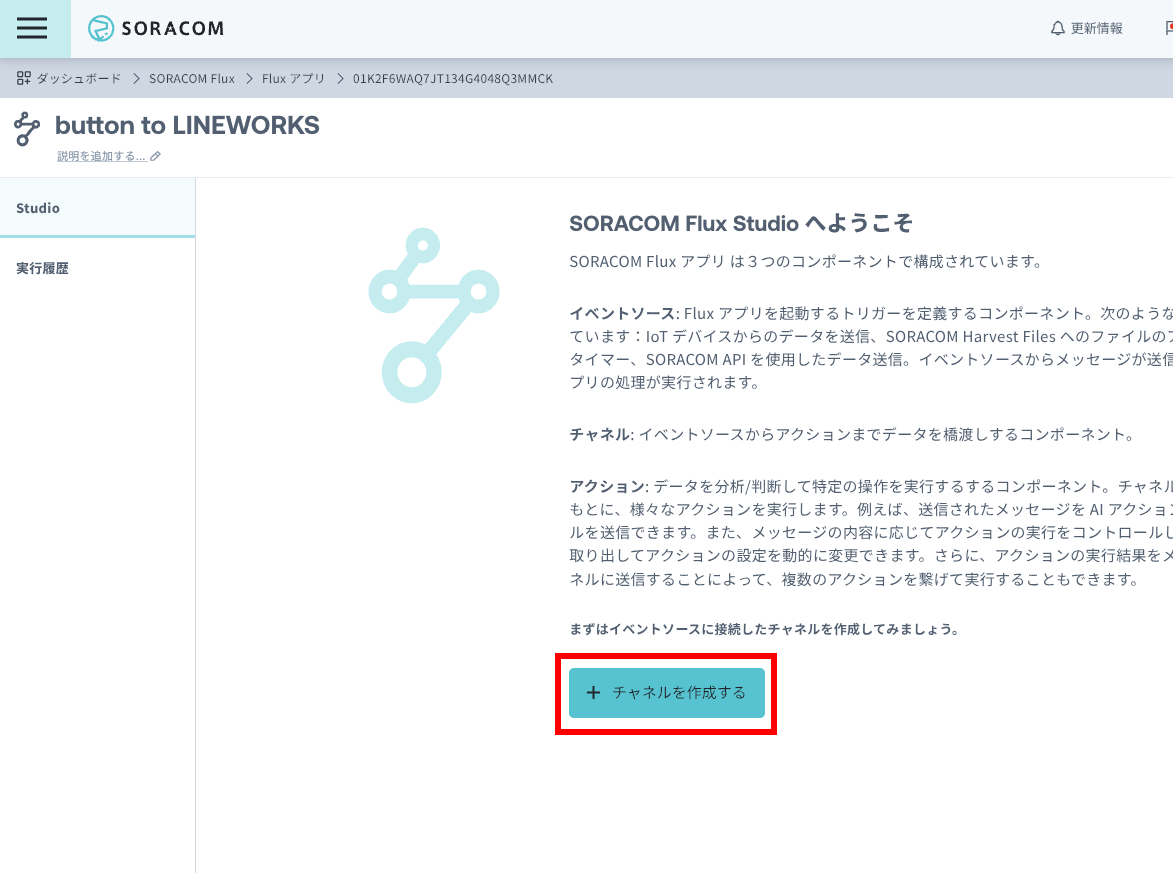 SORACOM
更新情報
ダッシュボード > SORACOM Flux > Flux アプリ > 01K2F6WAQ7JT134G4048Q3MMCK
button to LINEWORKS
説明を追加する...
Studio
実行履歴
SORACOM Flux Studio へようこそ
SORACOM Flux アプリ は３つのコンポーネントで構成されています。
イベントソース: Flux アプリを起動するトリガーを定義するコンポーネント。次のような
ています：IoT デバイスからのデータを送信、SORACOM Harvest Files へのファイルのア
タイマー、SORACOM API を使用したデータ送信。イベントソースからメッセージが送信
プリの処理が実行されます。
チャネル: イベントソースからアクションまでデータを橋渡しするコンポーネント。
アクション: データを分析/判断して特定の操作を実行するするコンポーネント。チャネル
もとに、様々なアクションを実行します。例えば、送信されたメッセージを AI アクション
ルを送信できます。また、メッセージの内容に応じてアクションの実行をコントロールし
取り出してアクションの設定を動的に変更できます。さらに、アクションの実行結果をメ
ネルに送信することによって、複数のアクションを繋げて実行することもできます。
まずはイベントソースに接続したチャネルを作成してみましょう。
+ チャネルを作成する